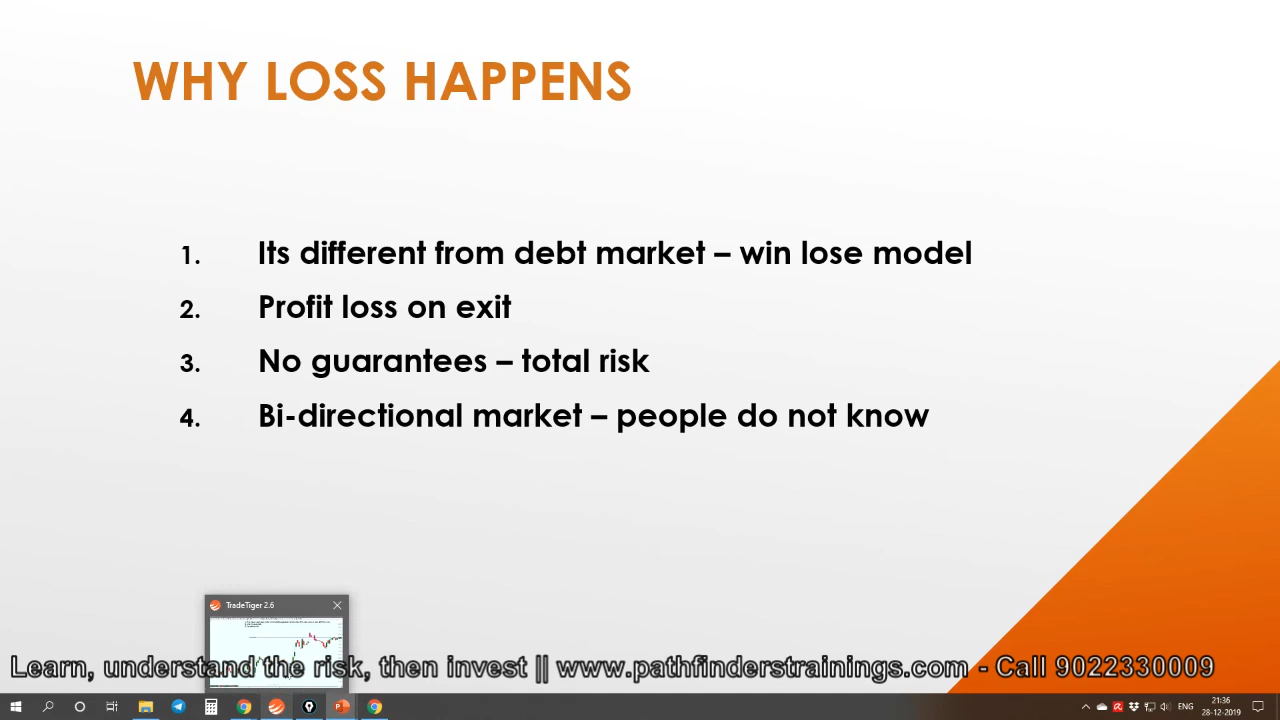 WHY LOSS HAPPENS
1. Its different from debt market – win lose model
2. Profit loss on exit
3. No guarantees – total risk
4. Bi-directional market – people do not know
TradeTiger 2.6
Learn, understand the risk, then invest || www.pathfinderstrainings.com - Call 9022330009
ENG
21:36
28-12-2019